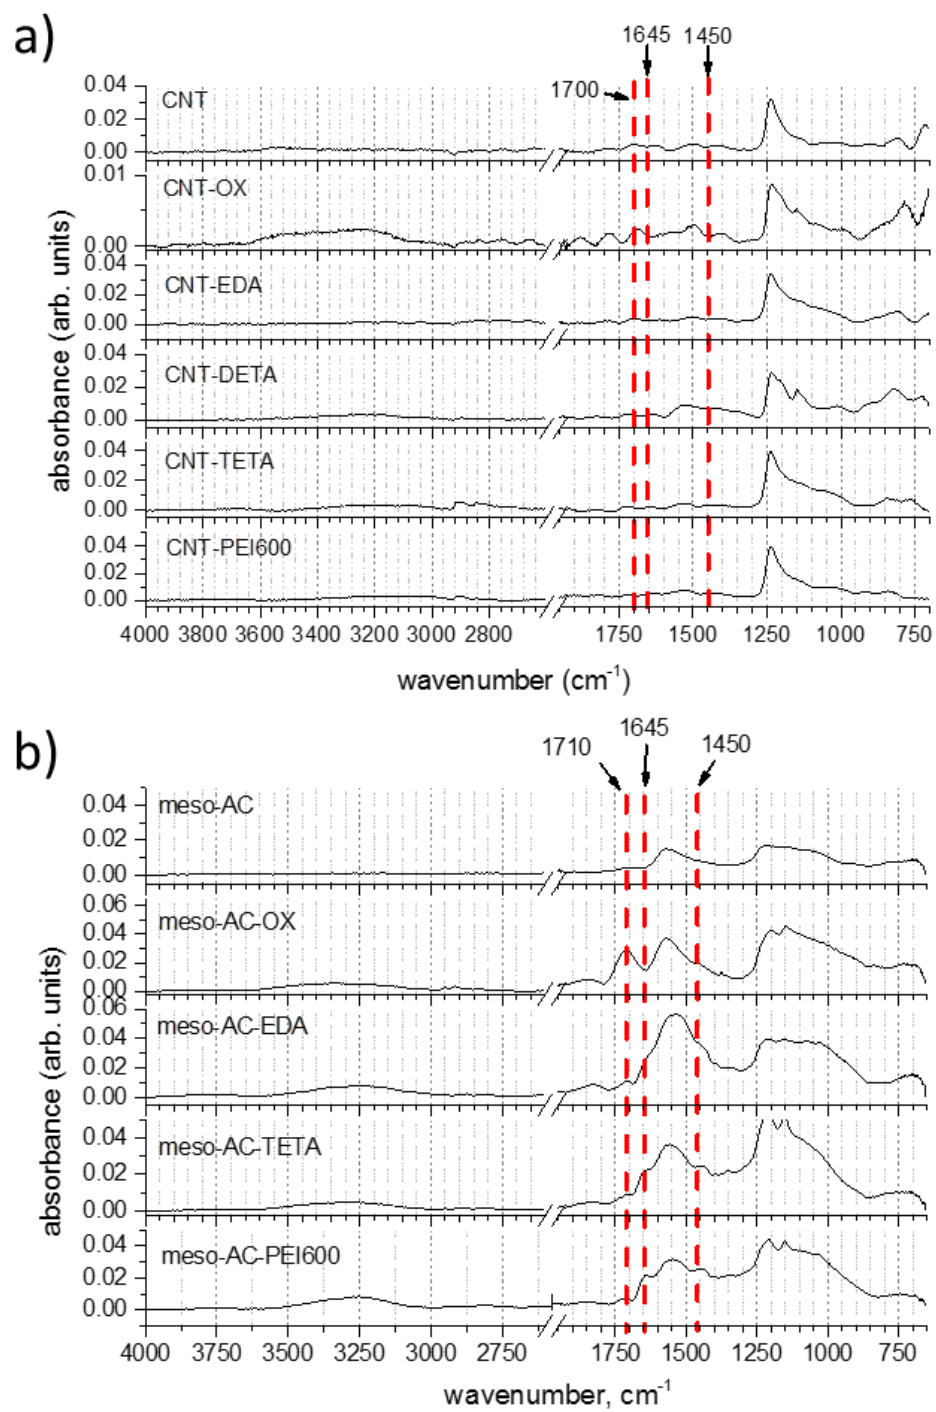 a)
1645 1450
1700
absorbance (arb. units)
0.04
0.02
0.00
CNT
0.01
0.00
CNT-OX
0.04
0.02
0.00
CNT-EDA
0.04
0.02
0.00
CNT-DETA
0.04
0.02
0.00
CNT-TETA
0.04
0.02
0.00
CNT-PEI600
4000 3800 3600 3400 3200 3000 2800 1750 1500 1250 1000 750
wavenumber (cm-1)
b)
1710 1645 1450
absorbance (arb. units)
0.04
0.02
0.00
meso-AC
0.06
0.04
0.02
0.00
meso-AC-OX
0.06
0.04
0.02
0.00
meso-AC-EDA
0.04
0.02
0.00
meso-AC-TETA
0.04
0.02
0.00
meso-AC-PEI600
4000 3750 3500 3250 3000 2750 1750 1500 1250 1000 750
wavenumber, cm-1